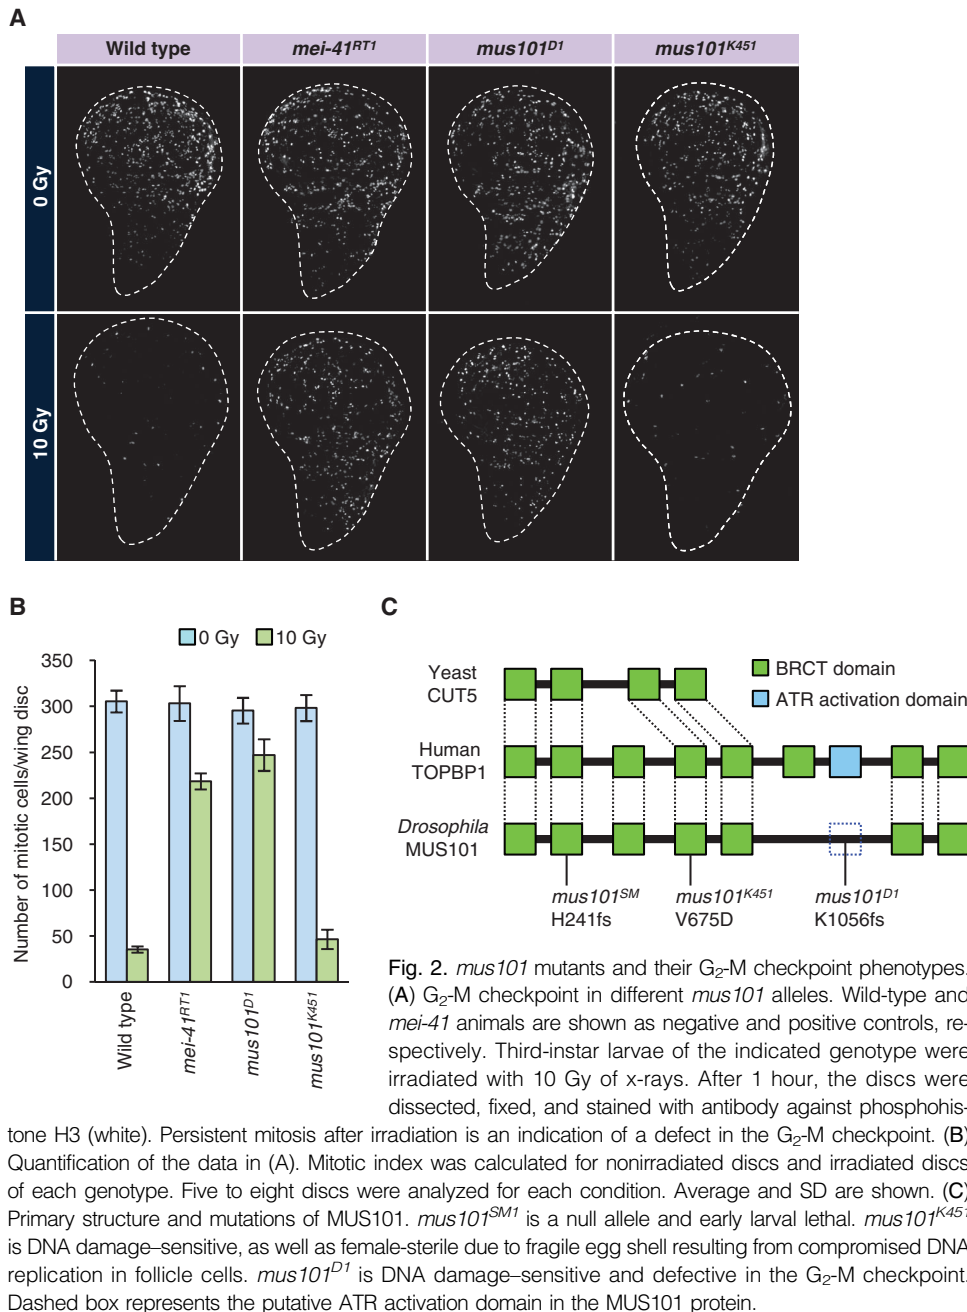 A
Wild type
mei-41RT1
mus101D1
mus101K451
0 Gy
10 Gy
B
0 Gy
10 Gy
Number of mitotic cells/wing disc
350
300
250
200
150
100
50
0
Wild type
mei-41RT1
mus101D1
mus101K451
C
Yeast
CUT5
BRCT domain
ATR activation domain
Human
TOPBP1
Drosophila
MUS101
mus101SM
H241fs
mus101K451
V675D
mus101D1
K1056fs
Fig. 2. mus101 mutants and their G2-M checkpoint phenotypes.
(A) G2-M checkpoint in different mus101 alleles. Wild-type and
mei-41 animals are shown as negative and positive controls, re-
spectively. Third-instar larvae of the indicated genotype were
irradiated with 10 Gy of x-rays. After 1 hour, the discs were
dissected, fixed, and stained with antibody against phosphohis-
tone H3 (white). Persistent mitosis after irradiation is an indication of a defect in the G2-M checkpoint. (B)
Quantification of the data in (A). Mitotic index was calculated for nonirradiated discs and irradiated discs
of each genotype. Five to eight discs were analyzed for each condition. Average and SD are shown. (C)
Primary structure and mutations of MUS101. mus101SM1 is a null allele and early larval lethal. mus101K451
is DNA damage–sensitive, as well as female-sterile due to fragile egg shell resulting from compromised DNA
replication in follicle cells. mus101D1 is DNA damage–sensitive and defective in the G2-M checkpoint.
Dashed box represents the putative ATR activation domain in the MUS101 protein.